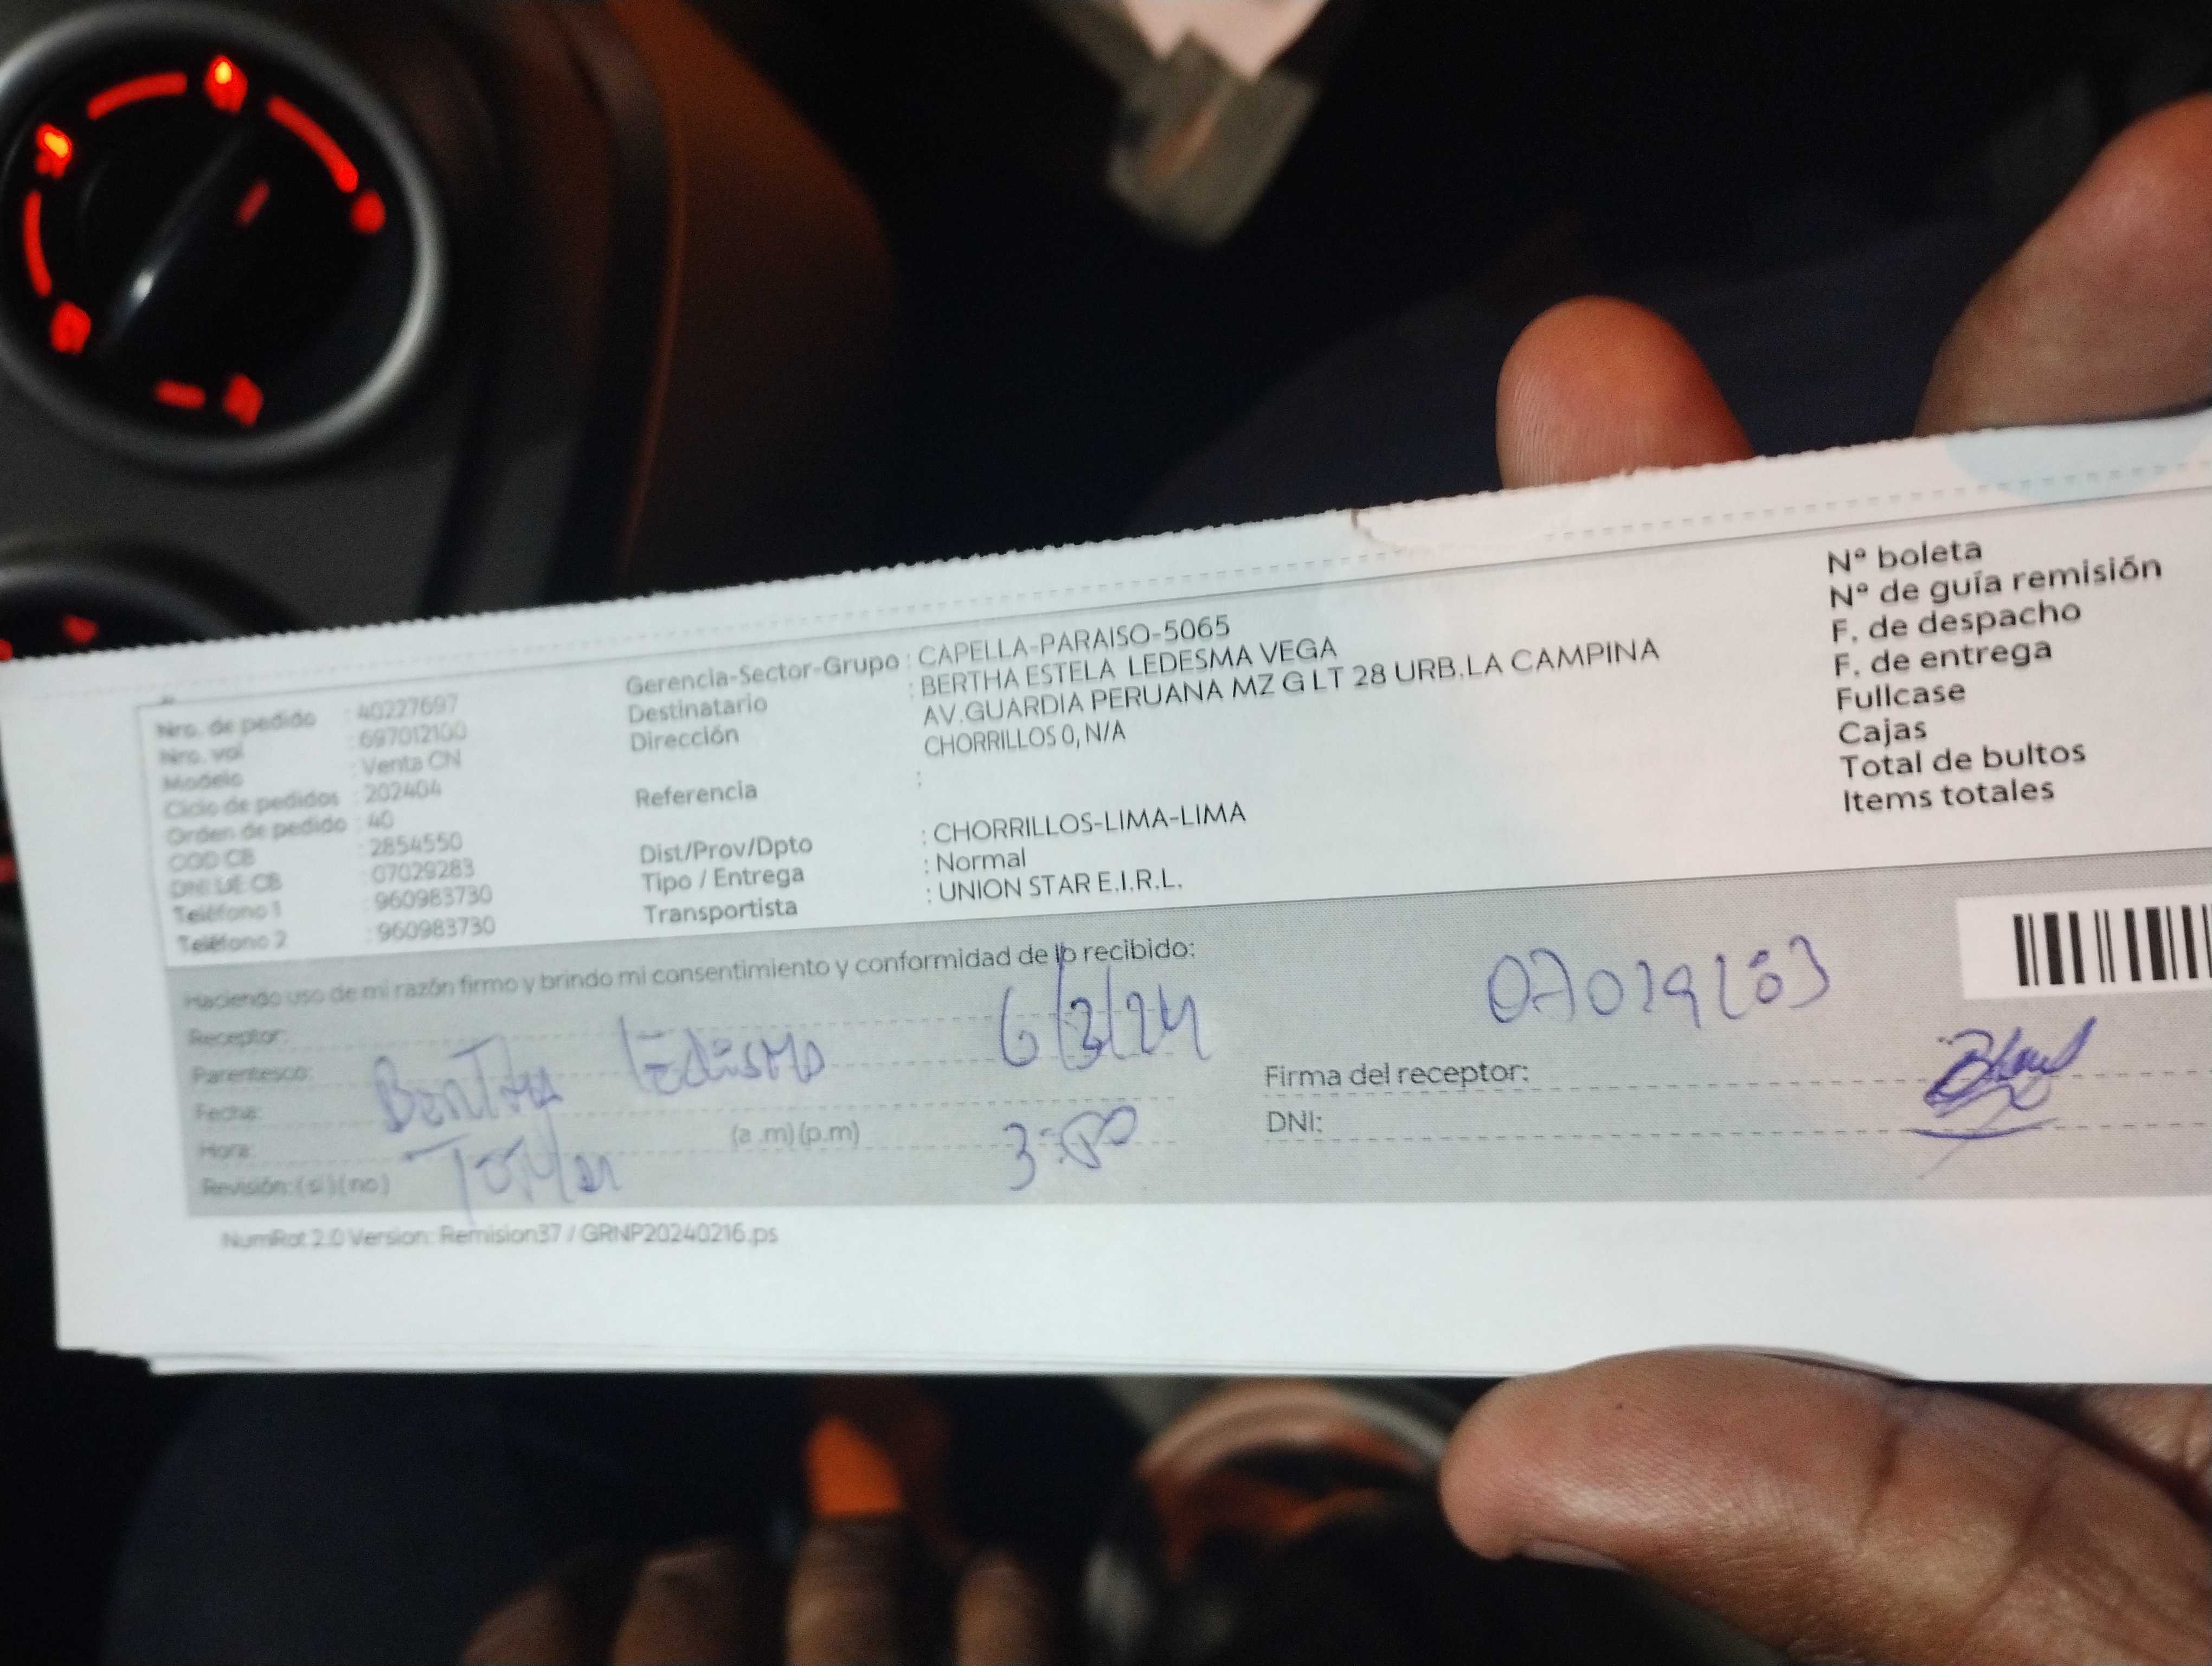 Nro. de pedido : 40227697
Nro. vol : 697012100
Modelo : Venta CN
Ciclo de pedidos : 202404
Orden de pedido : 40
COD CB : 2854550
DNI DE CB : 07029283
Teléfono 1 : 960983730
Teléfono 2 : 960983730
Gerencia-Sector-Grupo : CAPELLA-PARAISO-5065
Destinatario : BERTHA ESTELA LEDESMA VEGA
Dirección AV.GUARDIA PERUANA MZ G LT 28 URB.LA CAMPINA
CHORRILLOS 0, N/A
Referencia :
Dist/Prov/Dpto : CHORRILLOS-LIMA-LIMA
Tipo / Entrega : Normal
Transportista : UNION STAR E.I.R.L.
Nº boleta
Nº de guía remisión
F. de despacho
F. de entrega
Fullcase
Cajas
Total de bultos
Items totales
Haciendo uso de mi razón firmo y brindo mi consentimiento y conformidad de lo recibido:
Receptor:
Parentesco: Ledesma 6/3/24
Fecha:
Hora: (a .m) (p.m) 3:00
Revisión: (si) (no)
Firma del receptor:
DNI:
NumRot 2.0 Version: Remision37 / GRNP20240216.ps